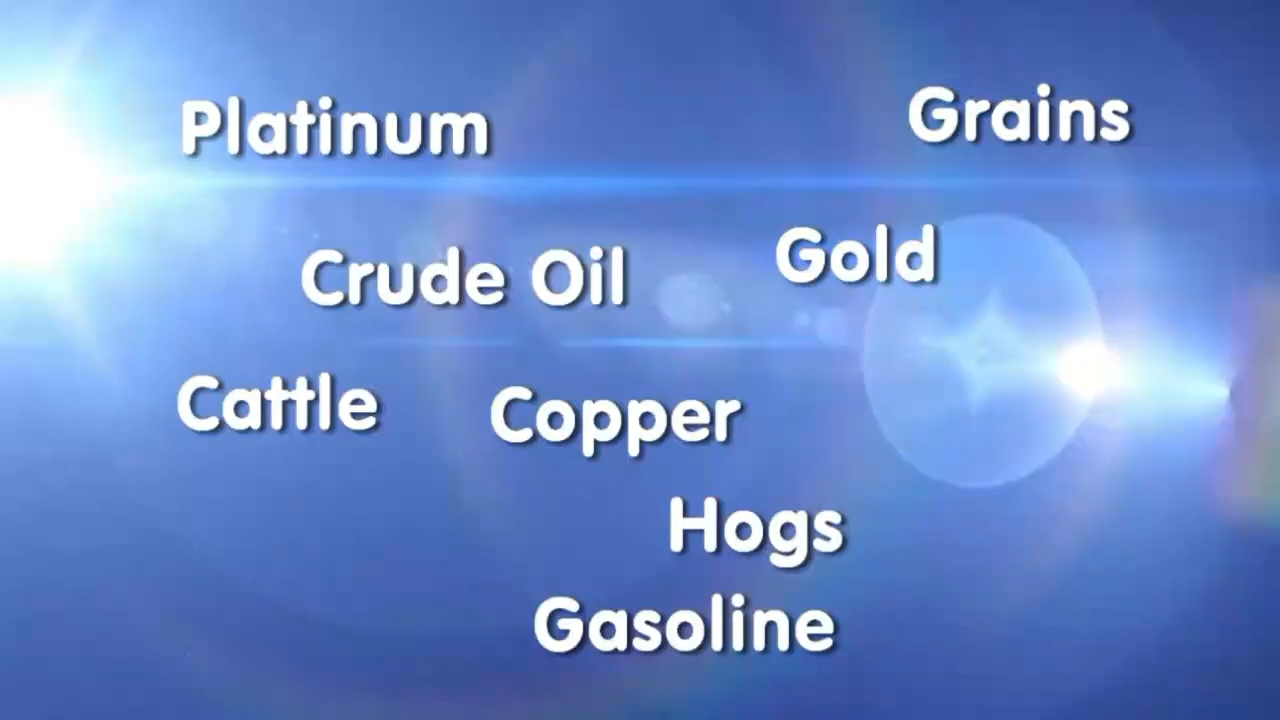 Platinum
Grains
Crude Oil
Gold
Cattle
Copper
Hogs
Gasoline